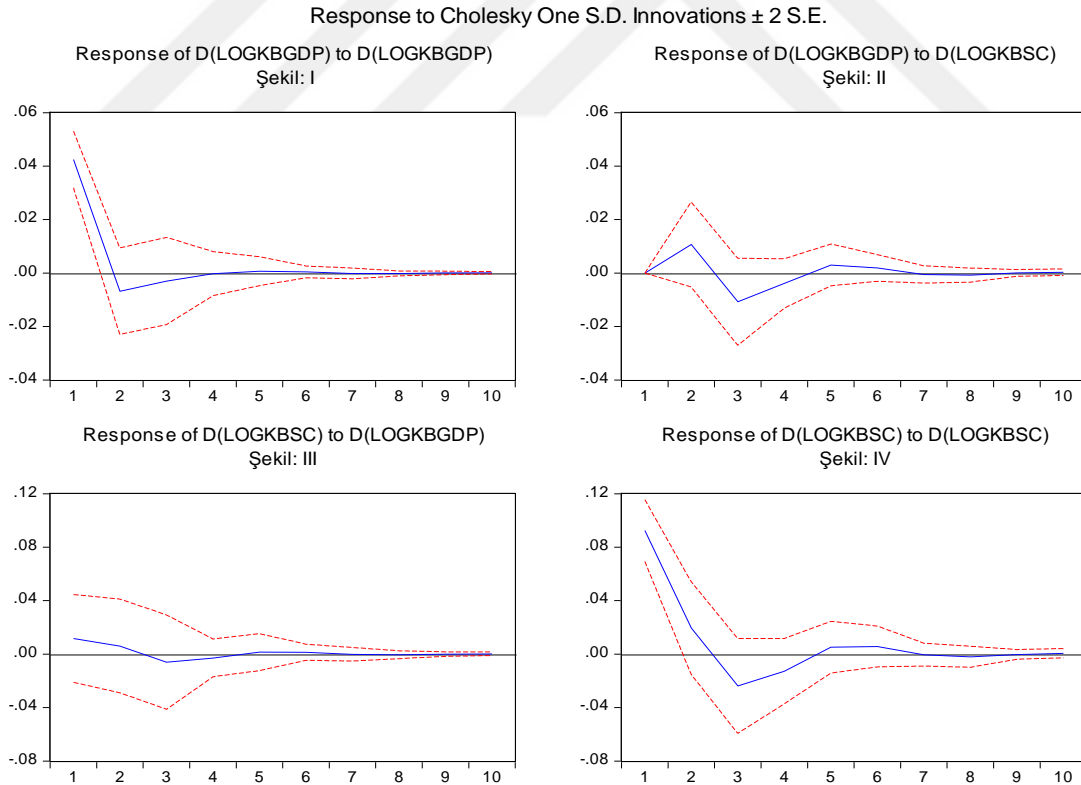 Response to Cholesky One S.D. Innovations ± 2 S.E.
Response of D(LOGKBGDP) to D(LOGKBGDP)
Şekil: I
.06
.04
.02
.00
-.02
-.04
1 2 3 4 5 6 7 8 9 10
Response of D(LOGKBGDP) to D(LOGKBSC)
Şekil: II
.06
.04
.02
.00
-.02
-.04
1 2 3 4 5 6 7 8 9 10
Response of D(LOGKBSC) to D(LOGKBGDP)
Şekil: III
.12
.08
.04
.00
-.04
-.08
1 2 3 4 5 6 7 8 9 10
Response of D(LOGKBSC) to D(LOGKBSC)
Şekil: IV
.12
.08
.04
.00
-.04
-.08
1 2 3 4 5 6 7 8 9 10